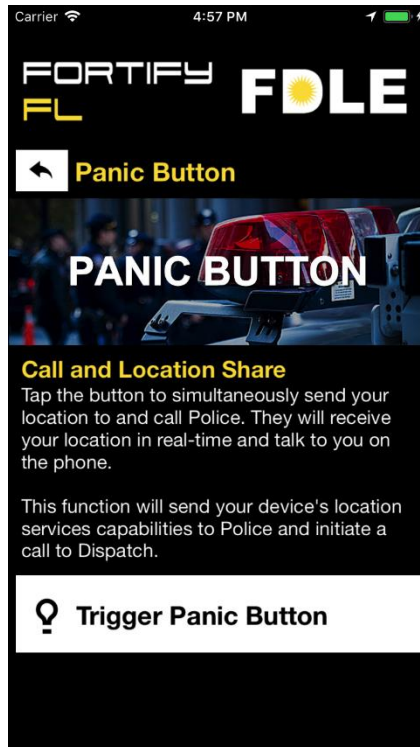 Carrier 4:57 PM
FORTIFY
FL
FDLE
Panic Button
PANIC BUTTON
Call and Location Share
Tap the button to simultaneously send your
location to and call Police. They will receive
your location in real-time and talk to you on
the phone.
This function will send your device's location
services capabilities to Police and initiate a
call to Dispatch.
Trigger Panic Button